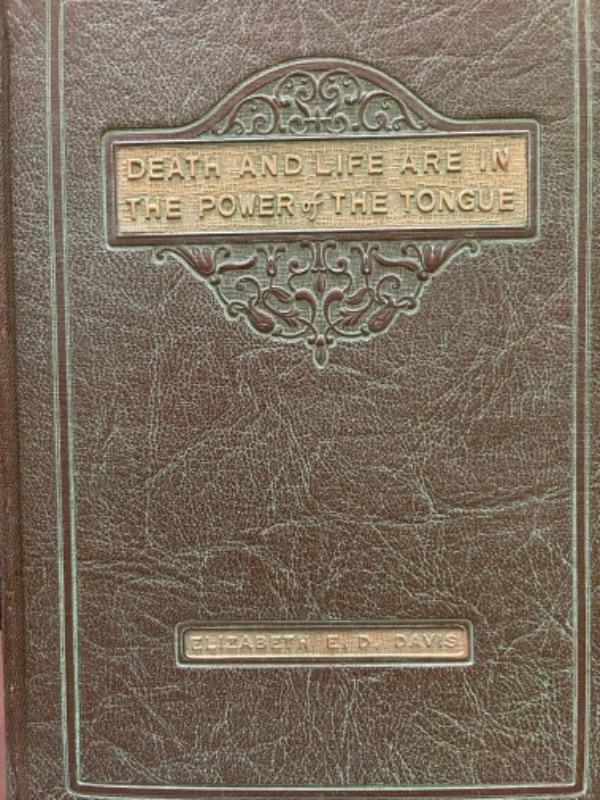 DEATH AND LIFE ARE IN
THE POWER of THE TONGUE
ELIZABETH E. D. DAVIS